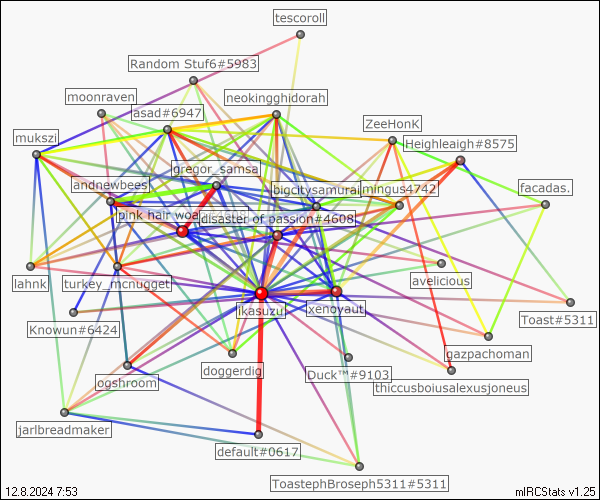 tescoroll
Random Stuf6#5983
moonraven
neokingghidorah
asad#6947
ZeeHonK
mukszi
Heighleaigh#8575
gregor_samsa
andnewbees
bigcitysamurai
mingus4742
facadas.
pink hair woa
disaster of passion#4608
lahnk
turkey_mcnugget
avelicious
ikasuzui
xenoyaut
Toast#5311
Knowun#6424
gazpachoman
doggerdig
Duck™#9103
ogshroom
thiccusboiusalexusjoneus
jarlbreadmaker
default#0617
ToastephBroseph5311#5311
12.8.2024 7:53
mIRCStats v1.25